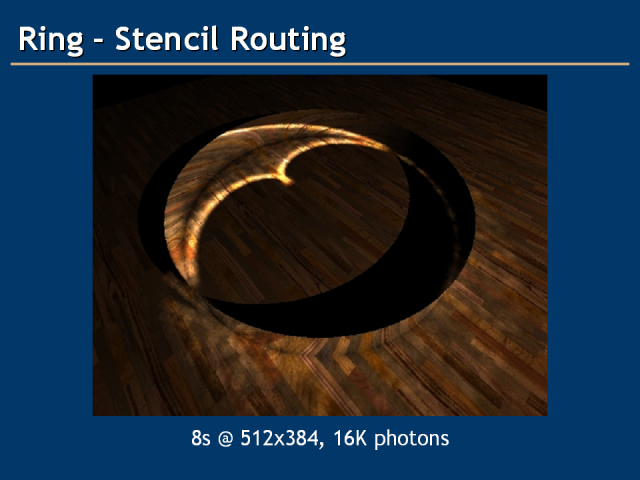 Ring – Stencil Routing
8s @ 512x384, 16K photons